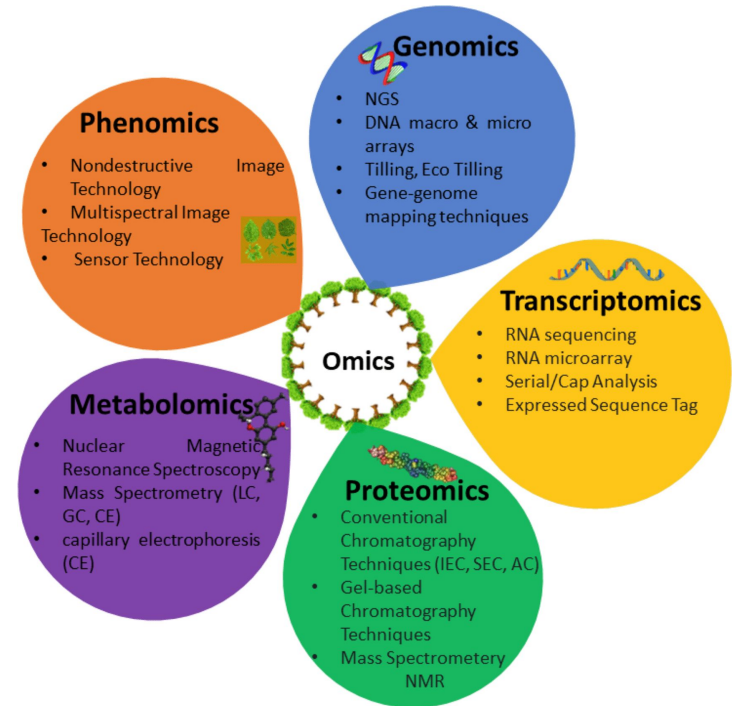 Genomics
• NGS
• DNA macro & micro
arrays
• Tilling, Eco Tilling
• Gene-genome
mapping techniques
Phenomics
• Nondestructive Image
Technology
• Multispectral Image
Technology
• Sensor Technology
Transcriptomics
• RNA sequencing
• RNA microarray
• Serial/Cap Analysis
• Expressed Sequence Tag
Omics
Metabolomics
• Nuclear Magnetic
Resonance Spectroscopy
• Mass Spectrometry (LC,
GC, CE)
• capillary electrophoresis
(CE)
Proteomics
• Conventional
Chromatography
Techniques (IEC, SEC, AC)
• Gel-based
Chromatography
Techniques
• Mass Spectrometery
NMR